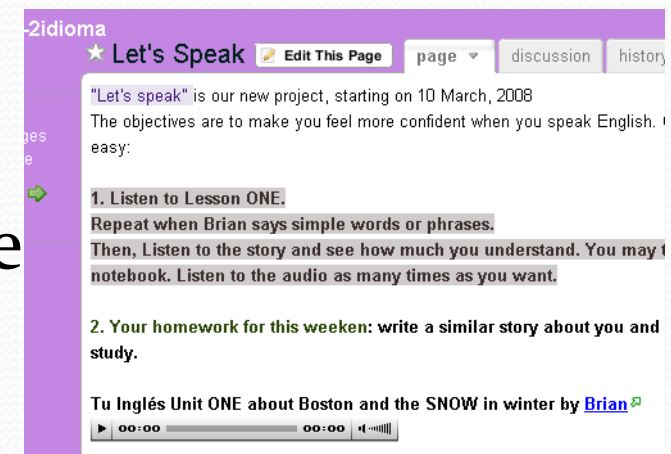 -2idioma
Let's Speak Edit This Page page discussion history
"Let's speak" is our new project, starting on 10 March, 2008
ges
The objectives are to make you feel more confident when you speak English.
e
easy:
1. Listen to Lesson ONE.
Repeat when Brian says simple words or phrases.
e
Then, Listen to the story and see how much you understand. You may
notebook. Listen to the audio as many times as you want.
2. Your homework for this weeken: write a similar story about you and
study.
Tu Inglés Unit ONE about Boston and the SNOW in winter by Brian
00:00 00:00